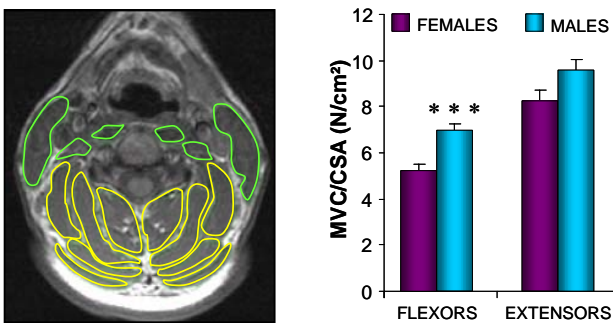 12
10
8
6
4
2
0
MVC/CSA (N/cm²)
FEMALES MALES
* * *
FLEXORS EXTENSORS